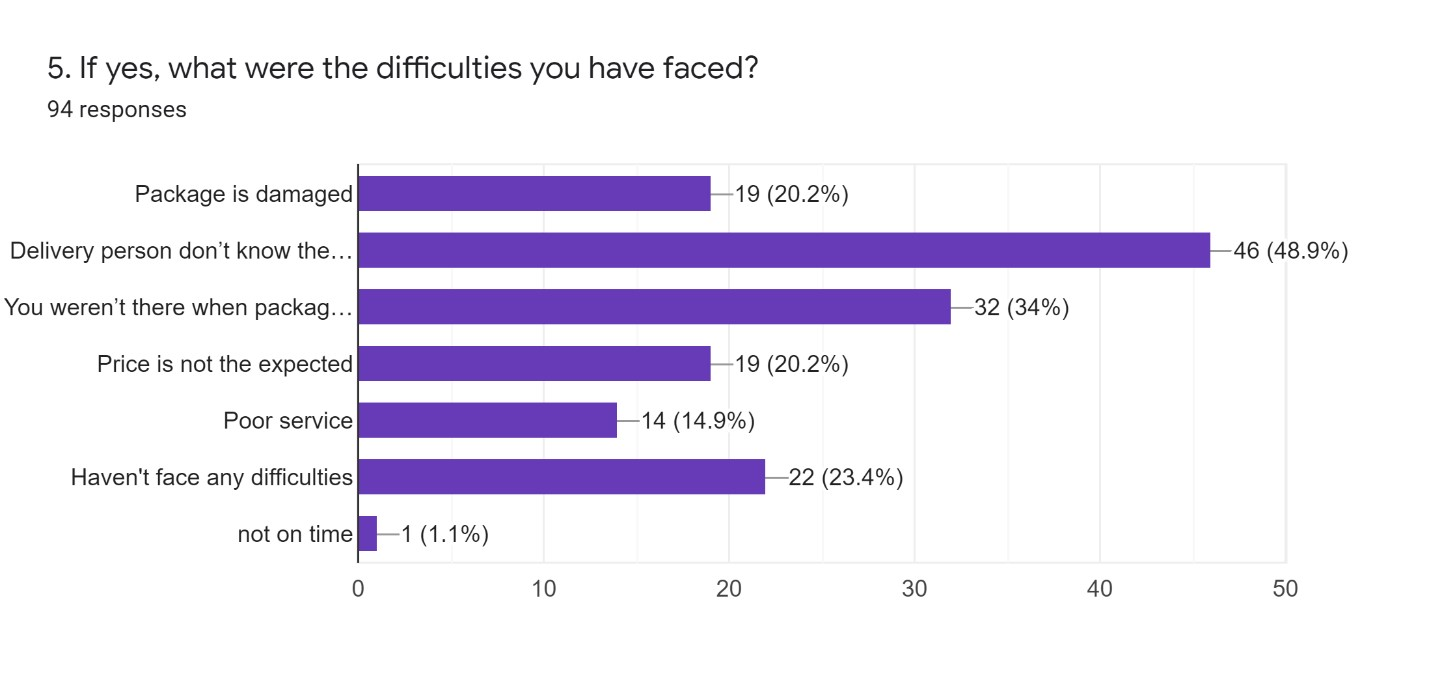 5. If yes, what were the difficulties you have faced?
94 responses
Package is damaged 19 (20.2%)
Delivery person don’t know the… 46 (48.9%)
You weren’t there when packag… 32 (34%)
Price is not the expected 19 (20.2%)
Poor service 14 (14.9%)
Haven't face any difficulties 22 (23.4%)
not on time 1 (1.1%)
0 10 20 30 40 50